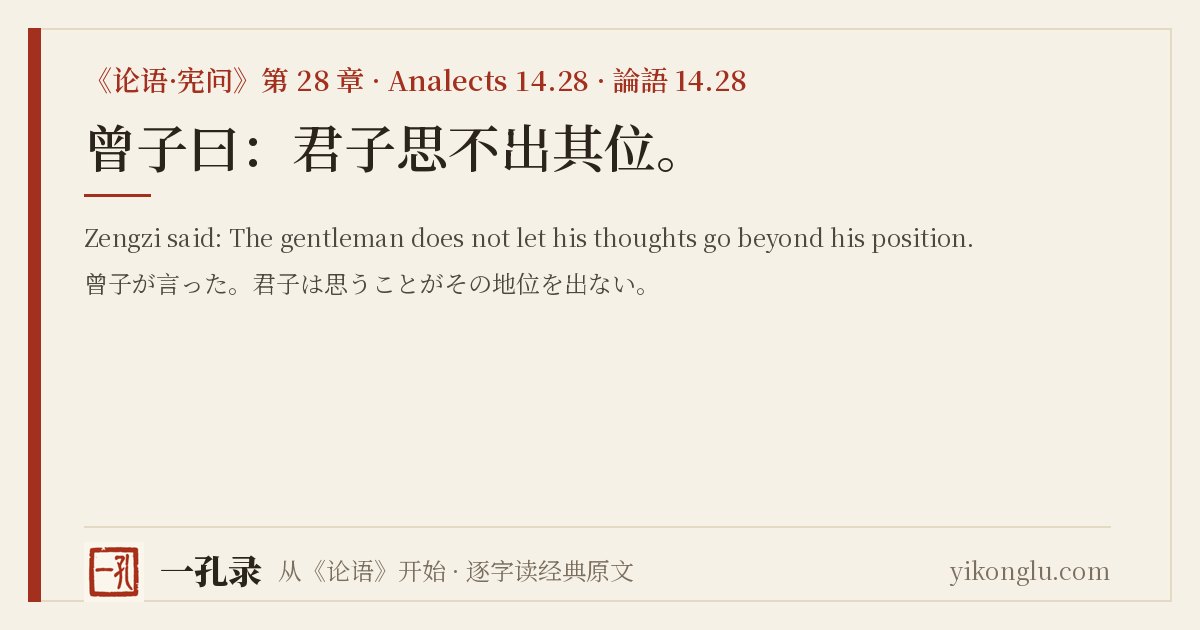 《论语·宪问》第 28 章 · Analects 14.28 · 論語 14.28
曾子曰：君子思不出其位。
Zengzi said: The gentleman does not let his thoughts go beyond his position.
曾子が言った。君子は思うことがその地位を出ない。
一孔
一孔录 从《论语》开始 · 逐字读经典原文
yikonglu.com